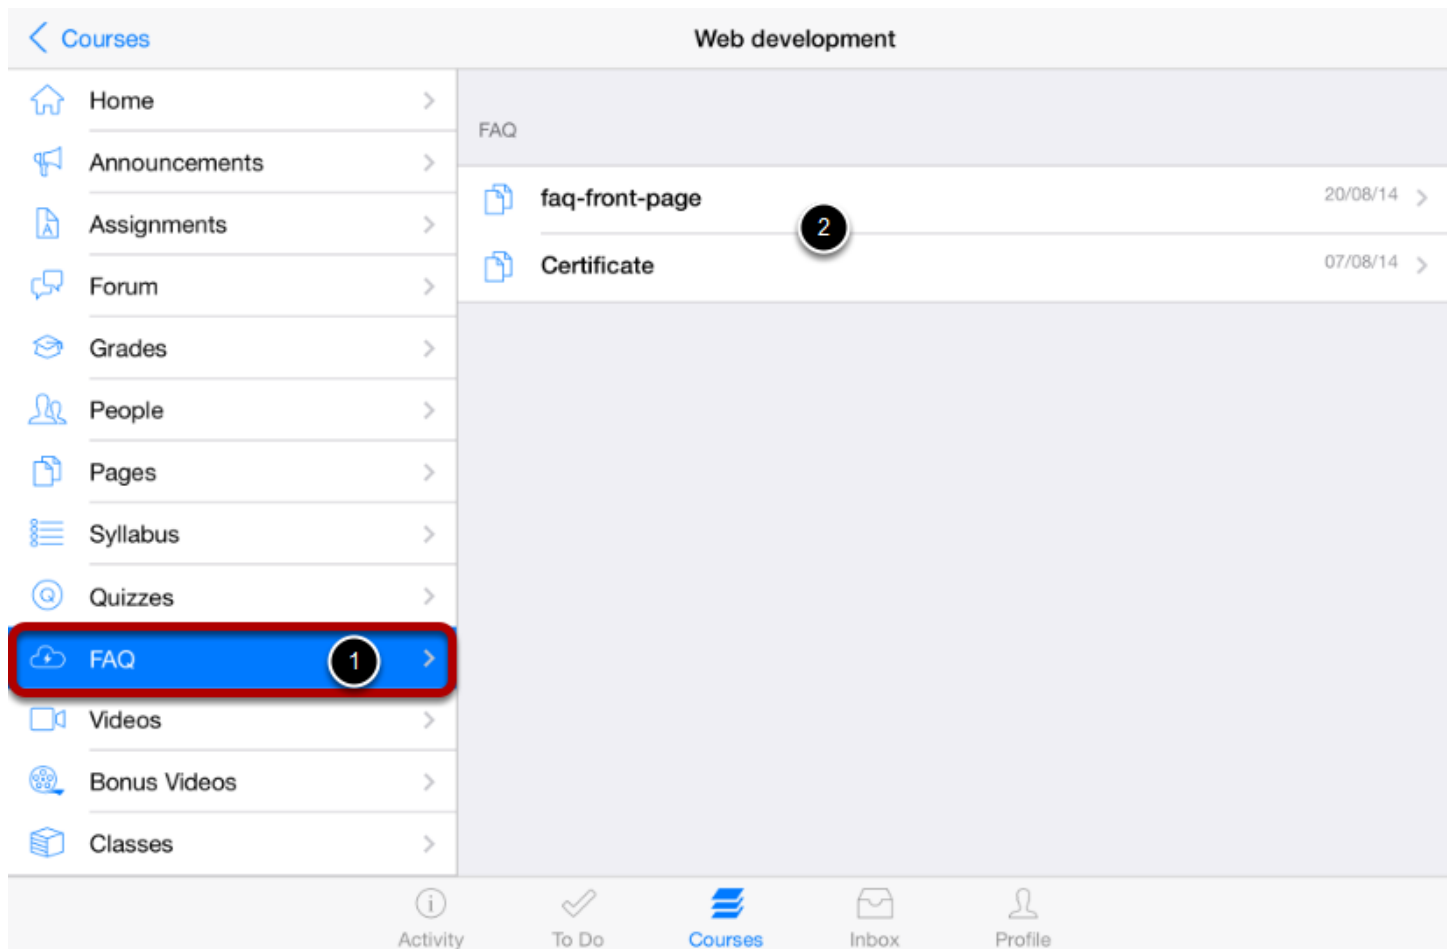 Courses
Web development
Home
Announcements
Assignments
Forum
Grades
People
Pages
Syllabus
Quizzes
FAQ 1
Videos
Bonus Videos
Classes
FAQ
faq-front-page 20/08/14
2
Certificate 07/08/14
Activity To Do Courses Inbox Profile